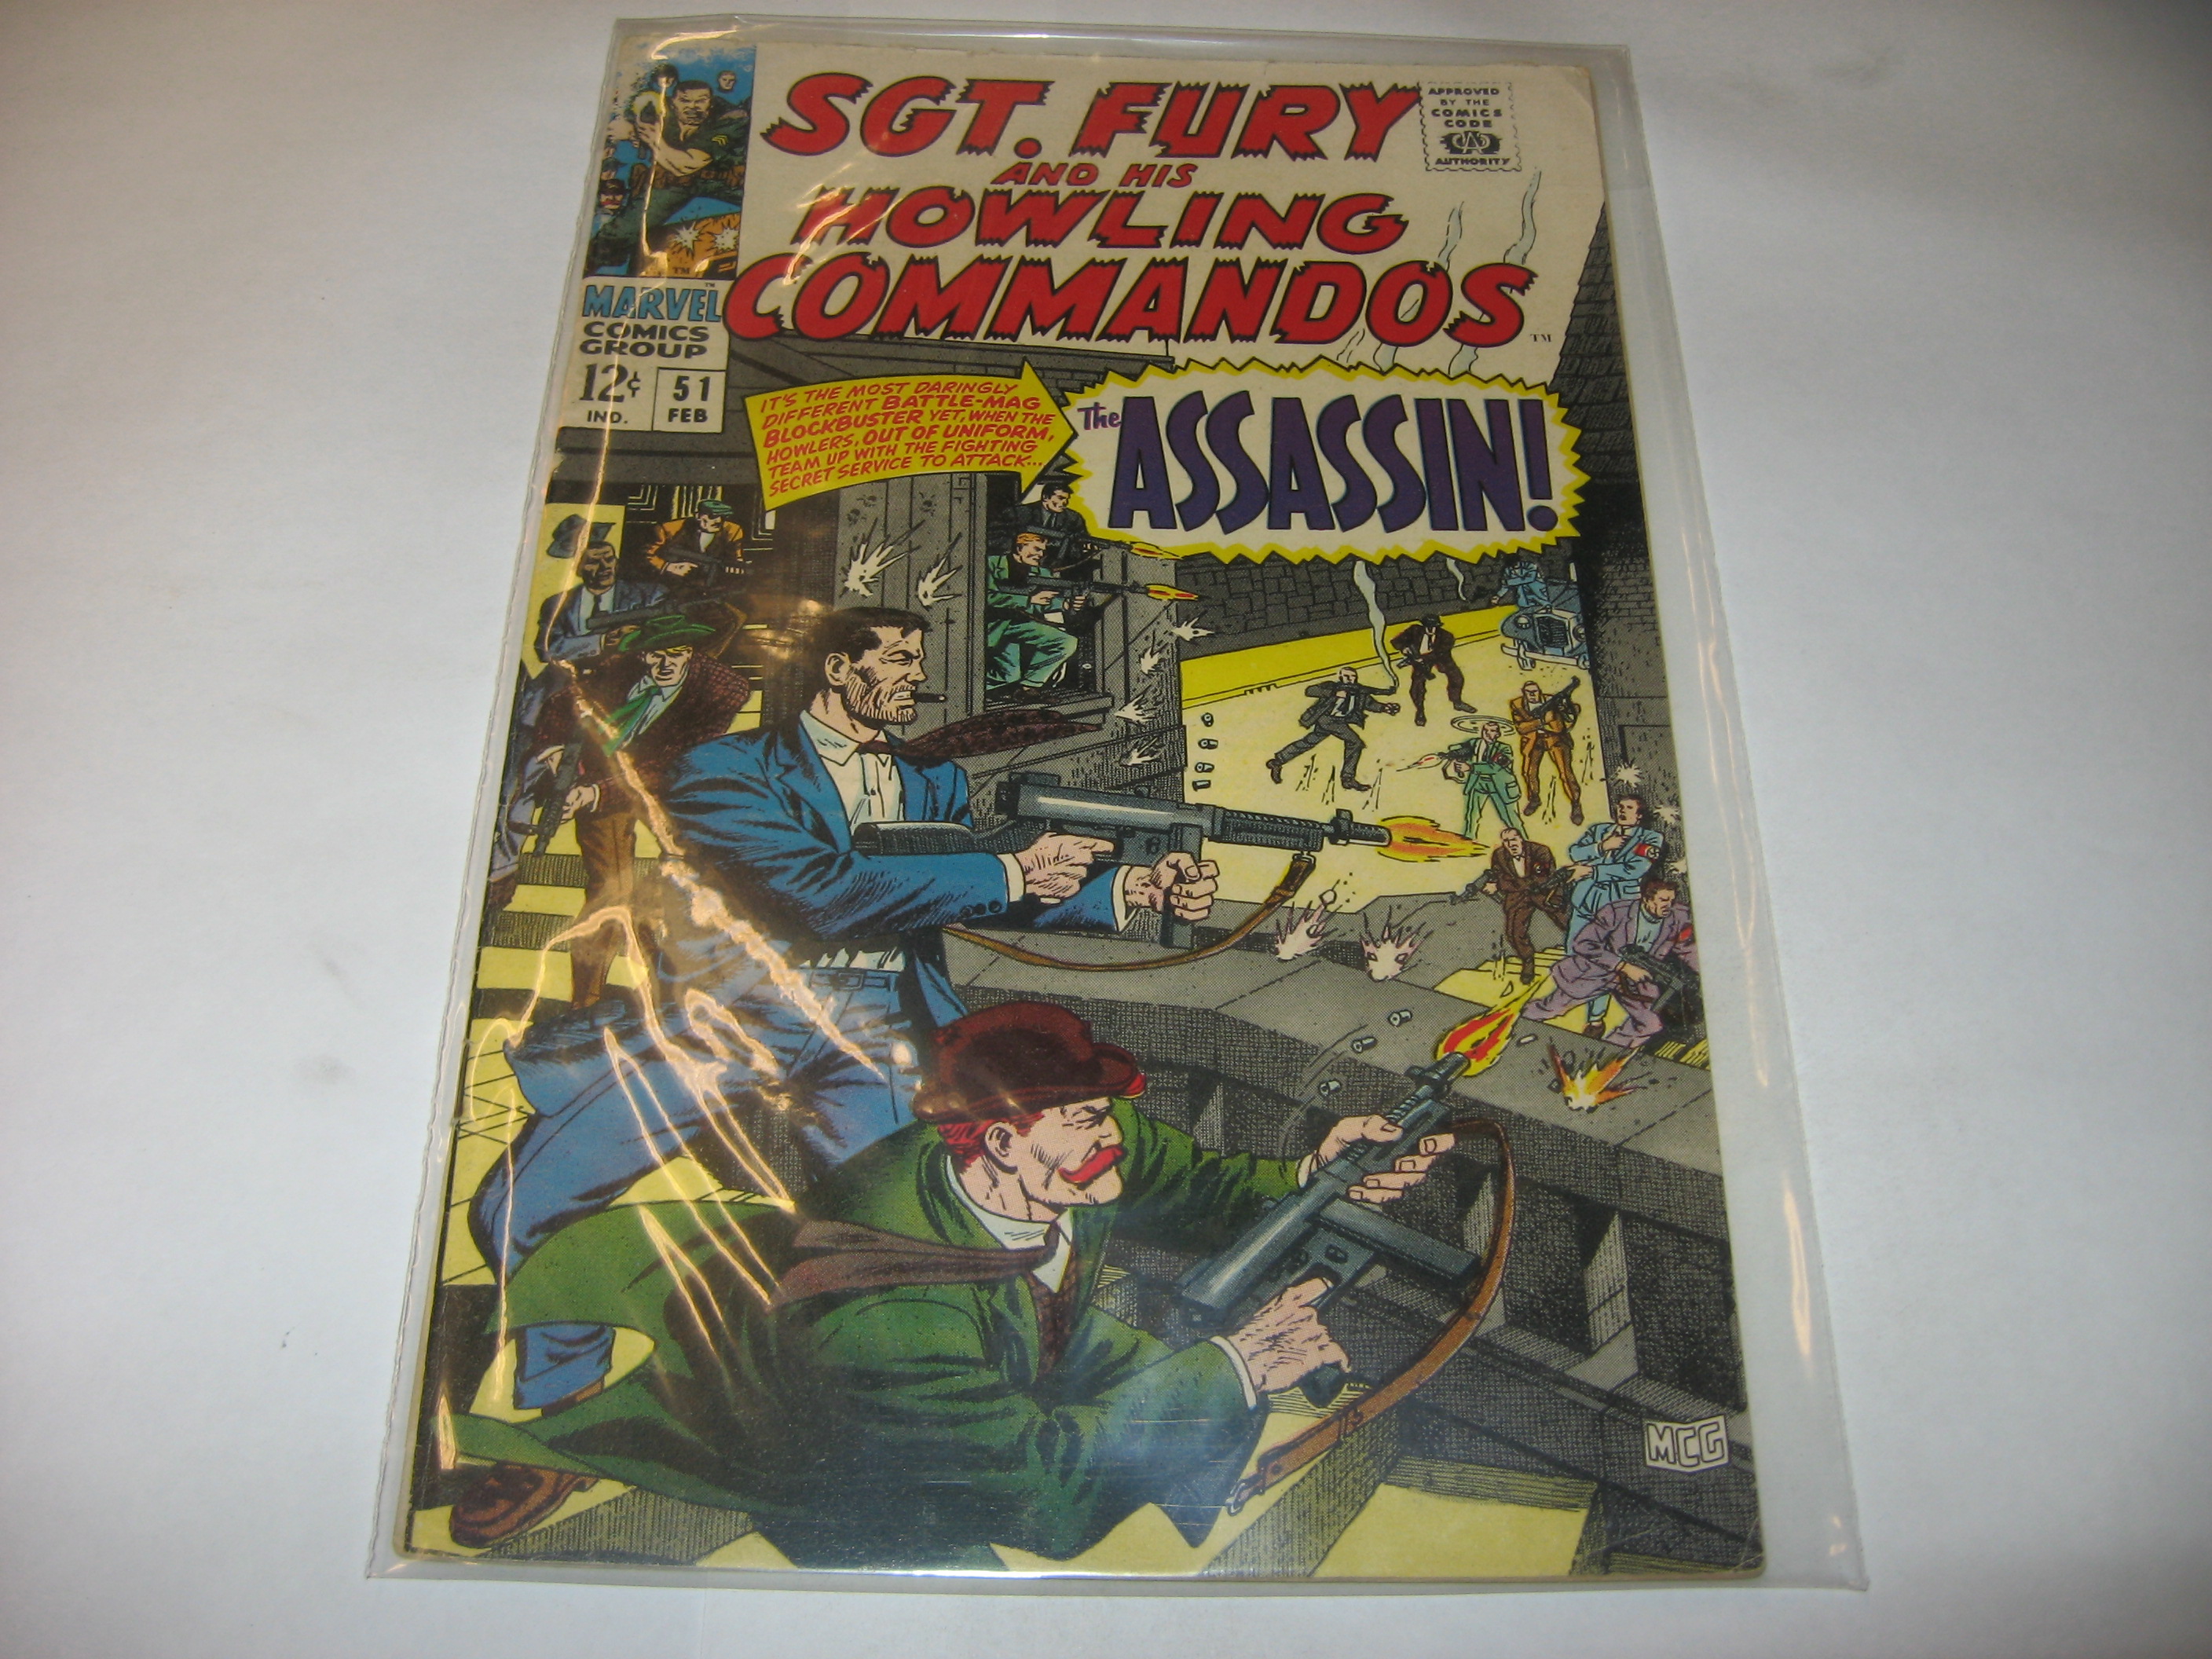 SGT. FURY
AND HIS
HOWLING
COMMANDOS
TM
APPROVED
BY THE
COMICS
CODE
CA
AUTHORITY
TM
MARVEL
TM
COMICS
GROUP
12¢
IND.
51
FEB
IT'S THE MOST DARINGLY
DIFFERENT BATTLE-MAG
BLOCKBUSTER YET, WHEN THE
HOWLERS, OUT OF UNIFORM,
TEAM UP WITH THE FIGHTING
SECRET SERVICE TO ATTACK...
The
ASSASSIN!
MCG